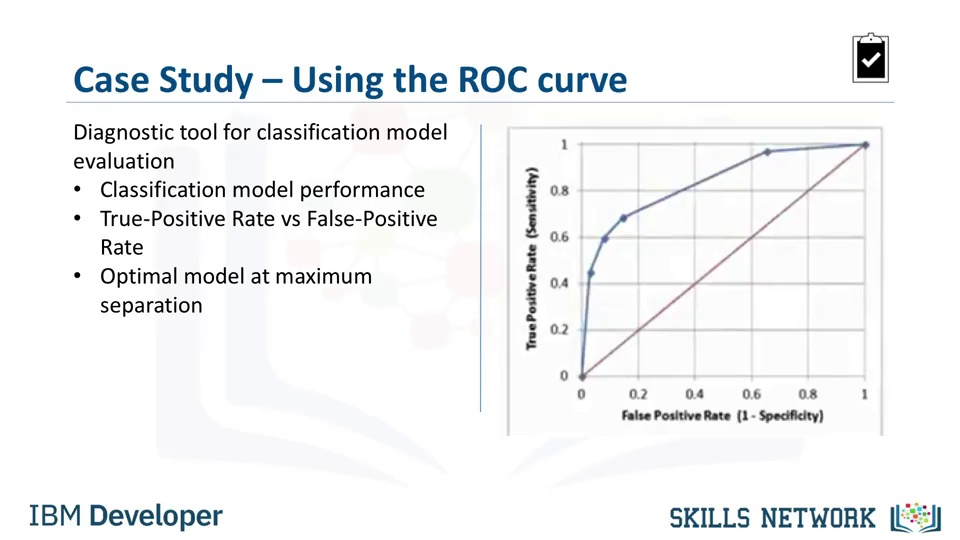 Case Study – Using the ROC curve
Diagnostic tool for classification model
evaluation
• Classification model performance
• True-Positive Rate vs False-Positive
Rate
• Optimal model at maximum
separation
True Positive Rate (Sensitivity)
1
0.8
0.6
0.4
0.2
0
0 0.2 0.4 0.6 0.8 1
False Positive Rate (1 - Specificity)
IBM Developer
SKILLS NETWORK